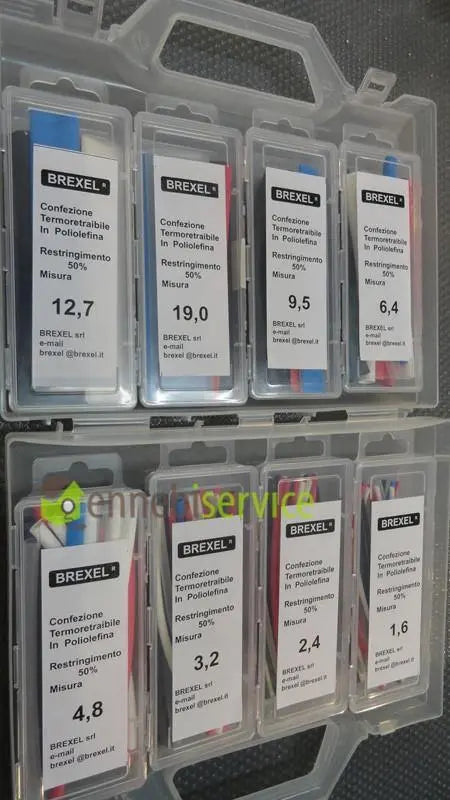 BREXEL®
Confezione
Termoretraibile
In Poliolefina
Restringimento
50%
Misura
12,7
BREXEL srl
e-mail
brexel @brexel.it
BREXEL®
Confezione
Termoretraibile
In Poliolefina
Restringimento
50%
Misura
19,0
BREXEL srl
e-mail
brexel @brexel.it
BREXEL®
Confezione
Termoretraibile
In Poliolefina
Restringimento
50%
Misura
9,5
BREXEL srl
e-mail
brexel @brexel.it
BREXEL®
Confezione
Termoretraibile
In Poliolefina
Restringimento
50%
Misura
6,4
BREXEL srl
e-mail
brexel @brexel.it
ennebiservice
BREXEL®
Confezione
Termoretraibile
In Poliolefina
Restringimento
50%
Misura
4,8
BREXEL srl
e-mail
brexel @brexel.it
BREXEL®
Confezione
Termoretraibile
In Poliolefina
Restringimento
50%
Misura
3,2
BREXEL srl
e-mail
brexel @brexel.it
BREXEL®
Confezione
Termoretraibile
In Poliolefina
Restringimento
50%
Misura
2,4
BREXEL srl
e-mail
brexel @brexel.it
BREXEL®
Confezione
Termoretraibile
In Poliolefina
Restringimento
50%
Misura
1,6
BREXEL srl
e-mail
brexel @brexel.it